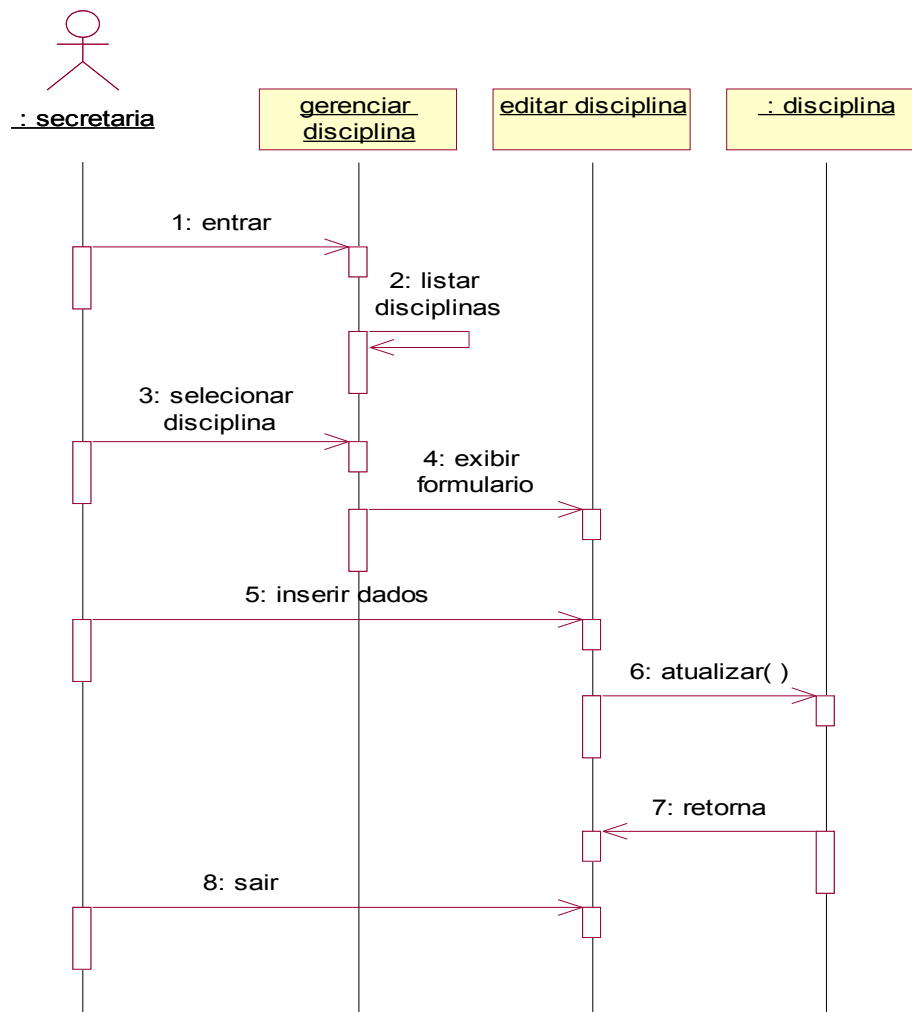 : secretaria
gerenciar
disciplina
editar disciplina
: disciplina
1: entrar
2: listar
disciplinas
3: selecionar
disciplina
4: exibir
formulario
5: inserir dados
6: atualizar( )
7: retorna
8: sair